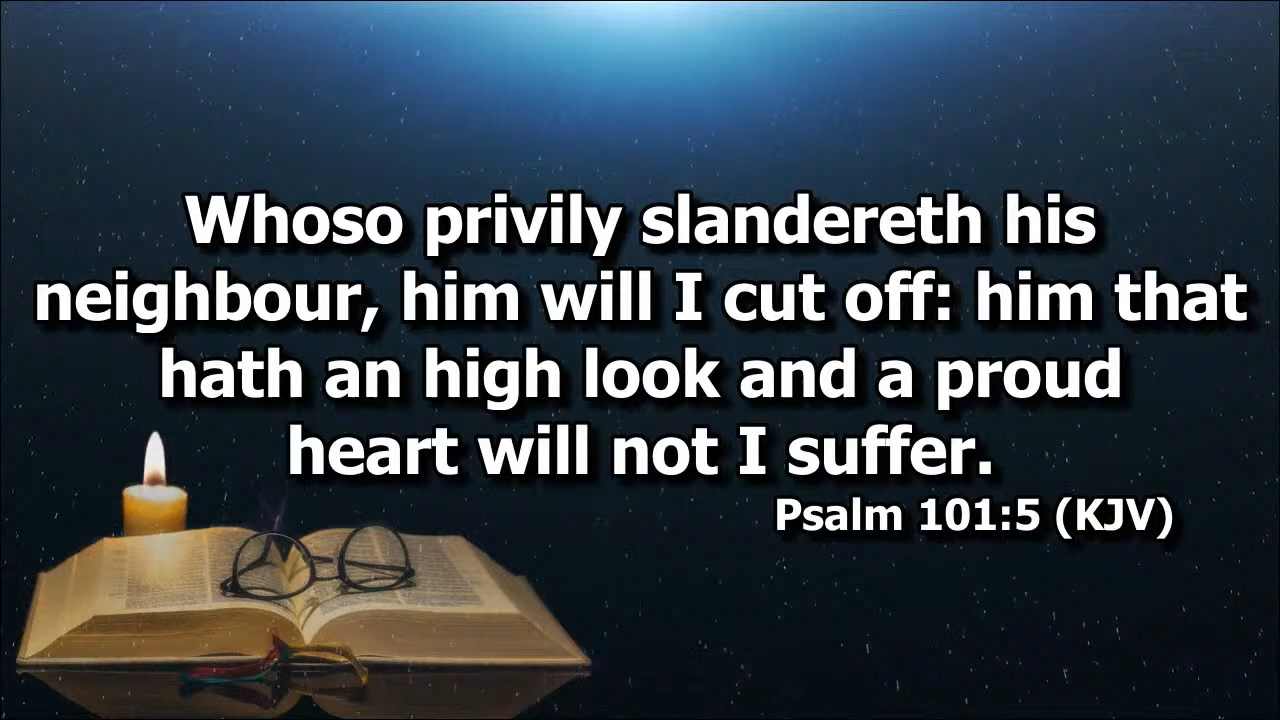 Whoso privily slandereth his
neighbour, him will I cut off: him that
hath an high look and a proud
heart will not I suffer.
Psalm 101:5 (KJV)